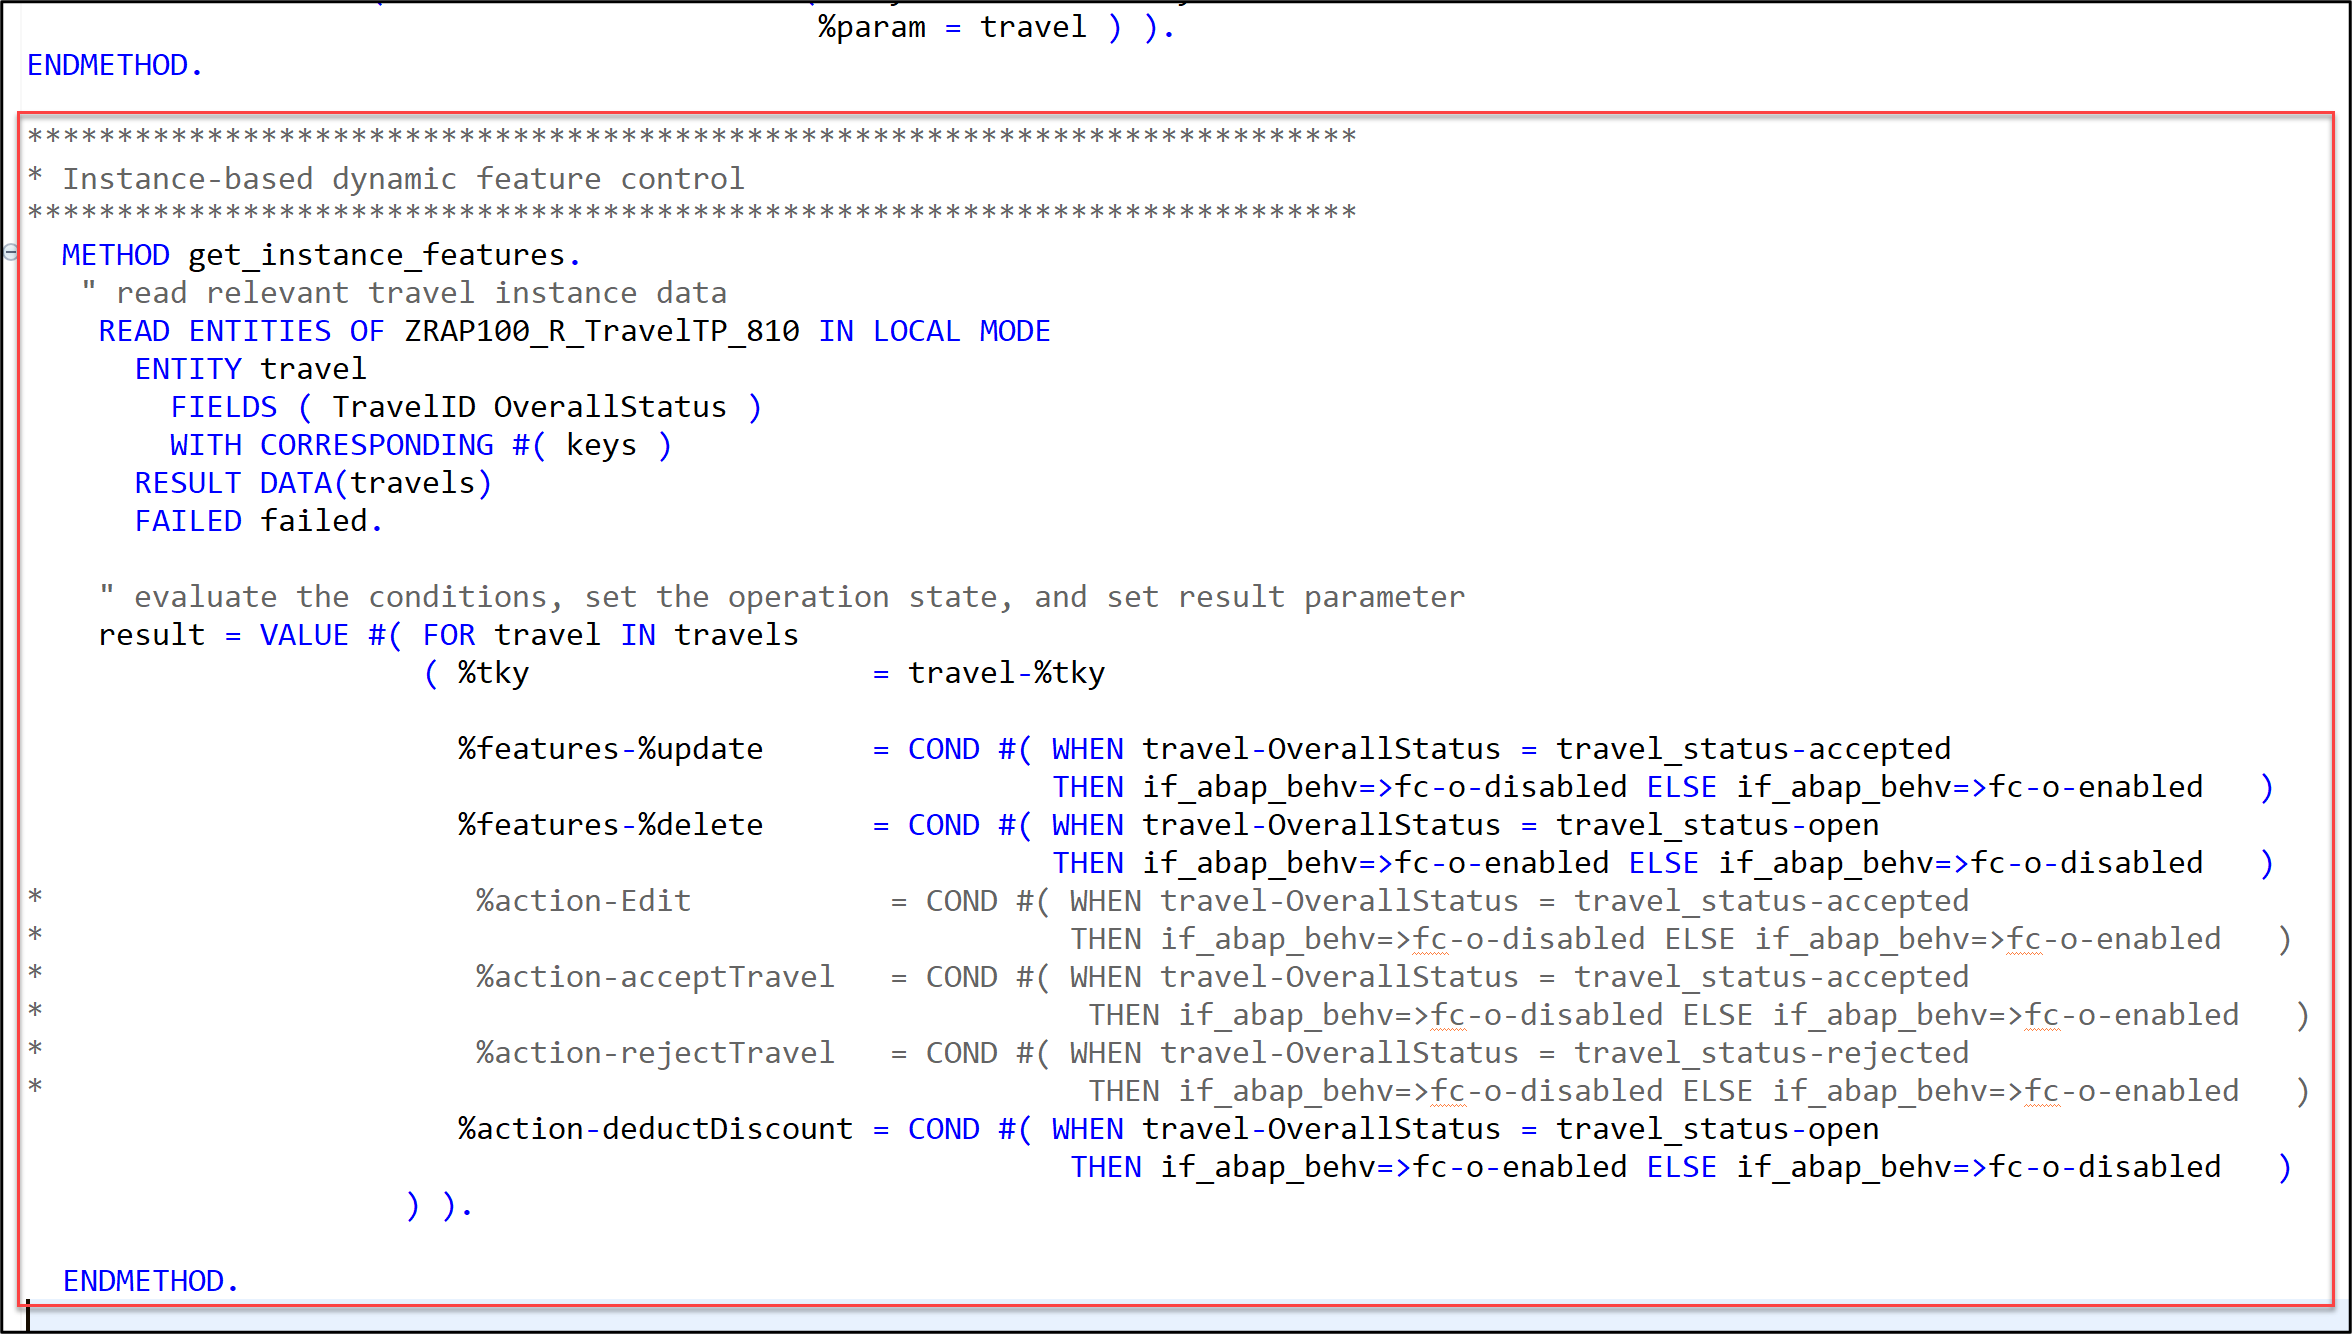 %param = travel ) ).
ENDMETHOD.
**************************************************************************
* Instance-based dynamic feature control
**************************************************************************
METHOD get_instance_features.
" read relevant travel instance data
READ ENTITIES OF ZRAP100_R_TravelTP_810 IN LOCAL MODE
ENTITY travel
FIELDS ( TravelID OverallStatus )
WITH CORRESPONDING #( keys )
RESULT DATA(travels)
FAILED failed.
" evaluate the conditions, set the operation state, and set result parameter
result = VALUE #( FOR travel IN travels
( %tky = travel-%tky
%features-%update = COND #( WHEN travel-OverallStatus = travel_status-accepted
THEN if_abap_behv=>fc-o-disabled ELSE if_abap_behv=>fc-o-enabled )
%features-%delete = COND #( WHEN travel-OverallStatus = travel_status-open
THEN if_abap_behv=>fc-o-enabled ELSE if_abap_behv=>fc-o-disabled )
* %action-Edit = COND #( WHEN travel-OverallStatus = travel_status-accepted
* THEN if_abap_behv=>fc-o-disabled ELSE if_abap_behv=>fc-o-enabled )
* %action-acceptTravel = COND #( WHEN travel-OverallStatus = travel_status-accepted
* THEN if_abap_behv=>fc-o-disabled ELSE if_abap_behv=>fc-o-enabled )
* %action-rejectTravel = COND #( WHEN travel-OverallStatus = travel_status-rejected
* THEN if_abap_behv=>fc-o-disabled ELSE if_abap_behv=>fc-o-enabled )
%action-deductDiscount = COND #( WHEN travel-OverallStatus = travel_status-open
THEN if_abap_behv=>fc-o-enabled ELSE if_abap_behv=>fc-o-disabled )
) ).
ENDMETHOD.